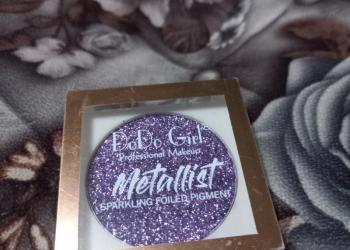 DoDo Girl
Professional Makeup
Metallist
SPARKLING FOILED PIGMENT